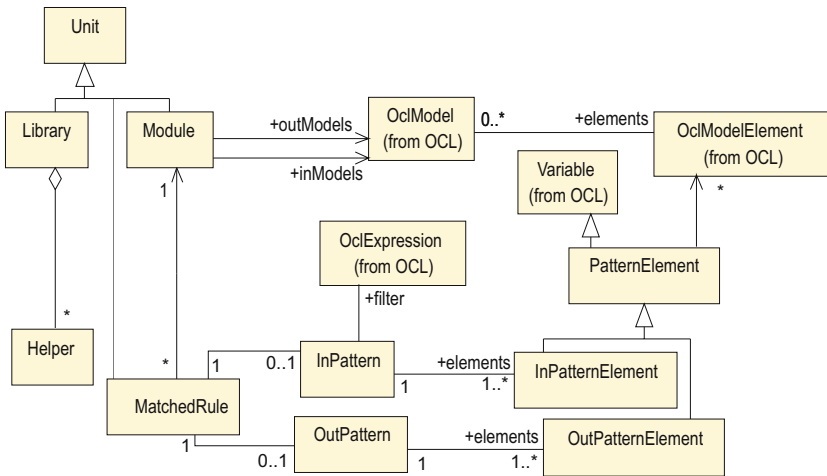 Unit
Library
Module
+outModels
+inModels
OclModel
(from OCL)
0..*
+elements
OclModelElement
(from OCL)
*
Variable
(from OCL)
1
OclExpression
(from OCL)
+filter
PatternElement
*
Helper
*
1
0..1
InPattern
+elements
1
1..*
InPatternElement
MatchedRule
1
0..1
OutPattern
+elements
1
1..*
OutPatternElement